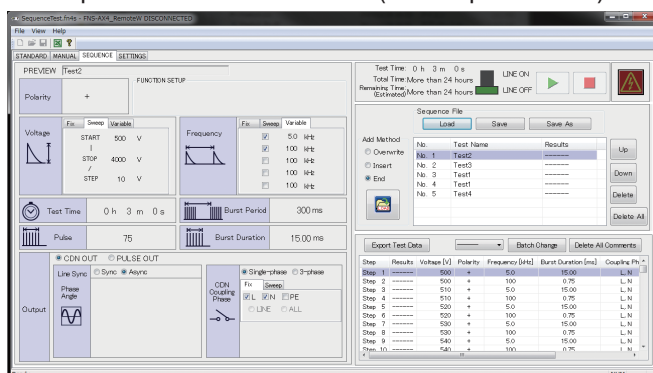 SequenceTest.fn4s - FNS-AX4_RemoteW DISCONNECTED
File View Help
STANDARD MANUAL SEQUENCE SETTINGS
PREVIEW Test2
FUNCTION SETUP
Polarity +
Voltage
Fix Sweep Variable
START 500 V
|
STOP 4000 V
/
STEP 10 V
Frequency
Fix Sweep Variable
5.0 kHz
100 kHz
100 kHz
100 kHz
100 kHz
Test Time 0 h 3 m 0 s
Burst Period 300 ms
Pulse 75
Burst Duration 15.00 ms
Output
CDN OUT PULSE OUT
Line Sync Sync Async
Phase Angle
CDN Coupling Phase
Single-phase 3-phase
Fix Sweep
L N PE
LINE ALL
Test Time: 0 h 3 m 0 s
Total Time: More than 24 hours
Remaining Time: (Estimated) More than 24 hours
LINE ON
LINE OFF
Sequence File
Load Save Save As
Add Method
Overwrite
Insert
End
No. Test Name Results
No. 1 Test2 ------
No. 2 Test3 ------
No. 3 Test1 ------
No. 4 Test1 ------
No. 5 Test4 ------
Up
Down
Delete
Delete All
Export Test Data ------ Batch Change Delete All Comments
Step Results Voltage [V] Polarity Frequency [kHz] Burst Duration [ms] Coupling Ph
Step 1 ------ 500 + 5.0 15.00 L, N
Step 2 ------ 500 + 100 0.75 L, N
Step 3 ------ 510 + 5.0 15.00 L, N
Step 4 ------ 510 + 100 0.75 L, N
Step 5 ------ 520 + 5.0 15.00 L, N
Step 6 ------ 520 + 100 0.75 L, N
Step 7 ------ 530 + 5.0 15.00 L, N
Step 8 ------ 530 + 100 0.75 L, N
Step 9 ------ 540 + 5.0 15.00 L, N
Step 10 ------ 540 + 100 0.75 L, N